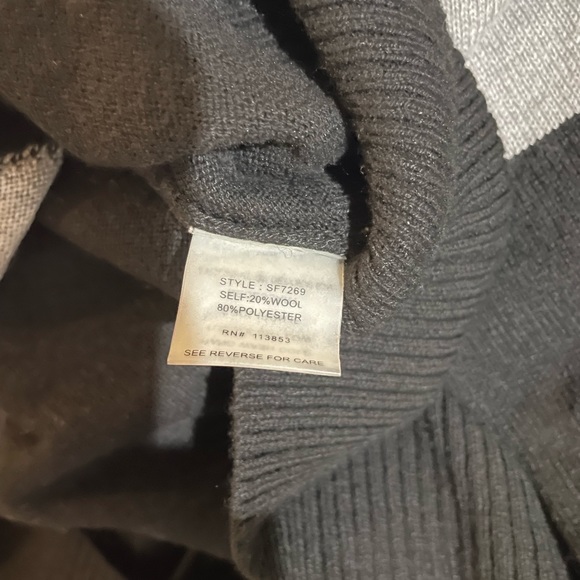 STYLE : SF7269
SELF:20%WOOL
80%POLYESTER
RN# 113853
SEE REVERSE FOR CARE